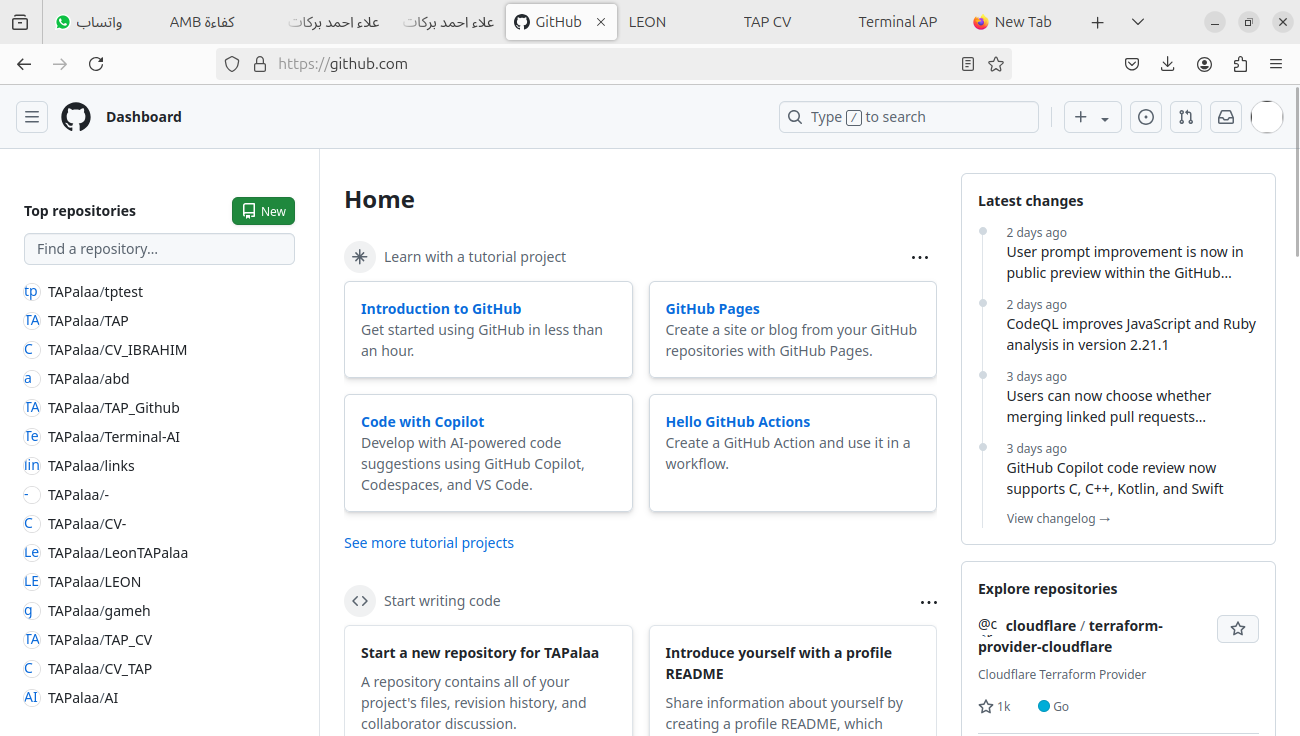 واتساب
كفاءة AMB
علاء احمد بركات
علاء احمد بركات
GitHub
LEON
TAP CV
Terminal AP
New Tab
https://github.com
Dashboard
Type / to search
Top repositories
New
Find a repository...
tp TAPalaa/tptest
TA TAPalaa/TAP
C TAPalaa/CV_IBRAHIM
a TAPalaa/abd
TA TAPalaa/TAP_Github
Te TAPalaa/Terminal-AI
lin TAPalaa/links
- TAPalaa/-
C TAPalaa/CV-
Le TAPalaa/LeonTAPalaa
LE TAPalaa/LEON
g TAPalaa/gameh
TA TAPalaa/TAP_CV
C TAPalaa/CV_TAP
AI TAPalaa/AI
Home
Learn with a tutorial project
Introduction to GitHub
Get started using GitHub in less than
an hour.
GitHub Pages
Create a site or blog from your GitHub
repositories with GitHub Pages.
Code with Copilot
Develop with AI-powered code
suggestions using GitHub Copilot,
Codespaces, and VS Code.
Hello GitHub Actions
Create a GitHub Action and use it in a
workflow.
See more tutorial projects
Start writing code
Start a new repository for TAPalaa
A repository contains all of your
project's files, revision history, and
collaborator discussion.
Introduce yourself with a profile
README
Share information about yourself by
creating a profile README, which
Latest changes
2 days ago
User prompt improvement is now in
public preview within the GitHub...
2 days ago
CodeQL improves JavaScript and Ruby
analysis in version 2.21.1
3 days ago
Users can now choose whether
merging linked pull requests...
3 days ago
GitHub Copilot code review now
supports C, C++, Kotlin, and Swift
View changelog →
Explore repositories
@c cloudflare / terraform-
provider-cloudflare
Cloudflare Terraform Provider
1k Go